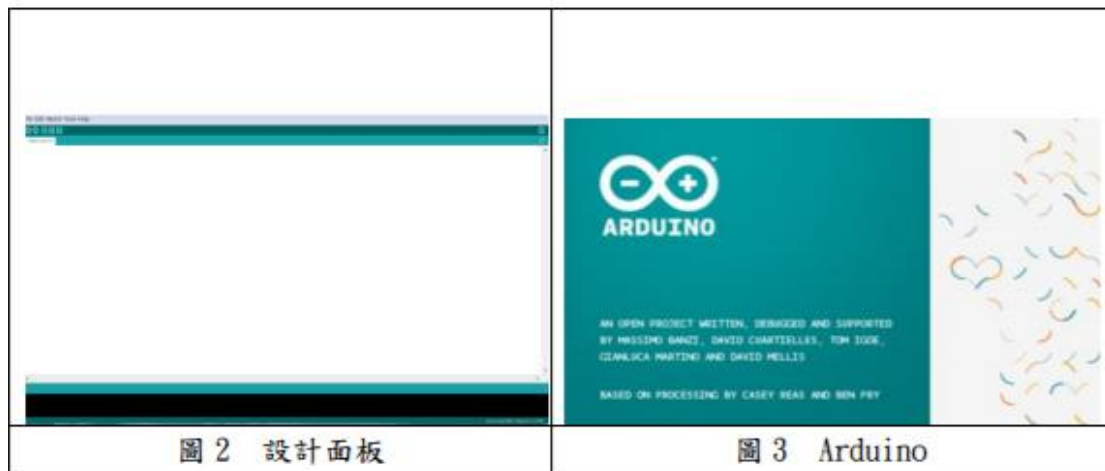 ARDUINO
AN OPEN PROJECT WRITTEN, DEBUGGED AND SUPPORTED
BY MASSIMO BANZI, DAVID CUARTIELLES, TOM IGOE,
GIANLUCA MARTINO AND DAVID MELLIS
BASED ON PROCESSING BY CASEY REAS AND BEN FRY
圖 2 設計面板
圖 3 Arduino